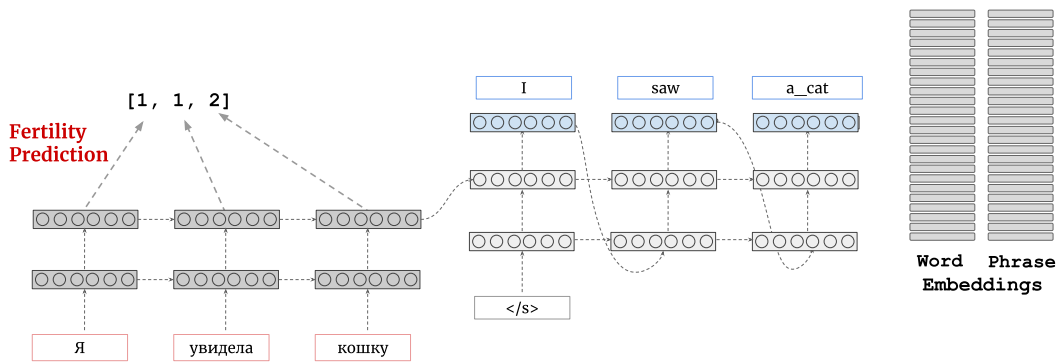 [1, 1, 2]
Fertility
Prediction
I saw a_cat
</s>
Я увидела кошку
Word Phrase
Embeddings